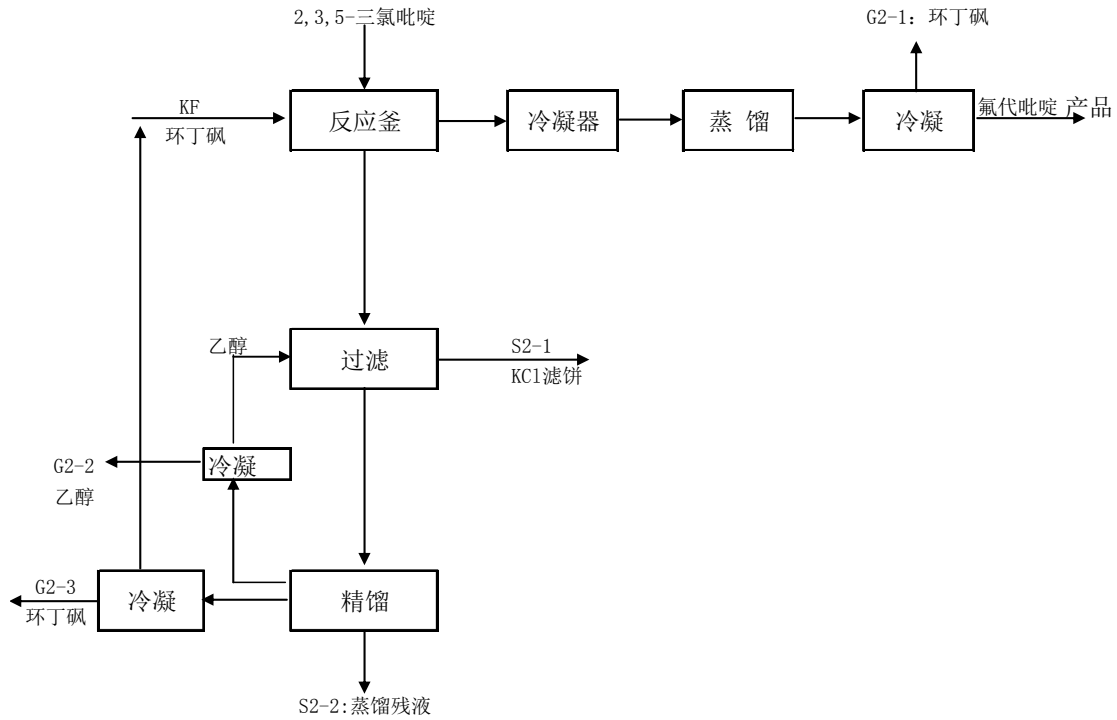 2,3,5-三氯吡啶
G2-1: 环丁砜
KF
环丁砜
反应釜
冷凝器
蒸 馏
冷凝
氟代吡啶 产品
乙醇
过滤
S2-1
KCl滤饼
冷凝
G2-2
乙醇
G2-3
环丁砜
冷凝
精馏
S2-2:蒸馏残液